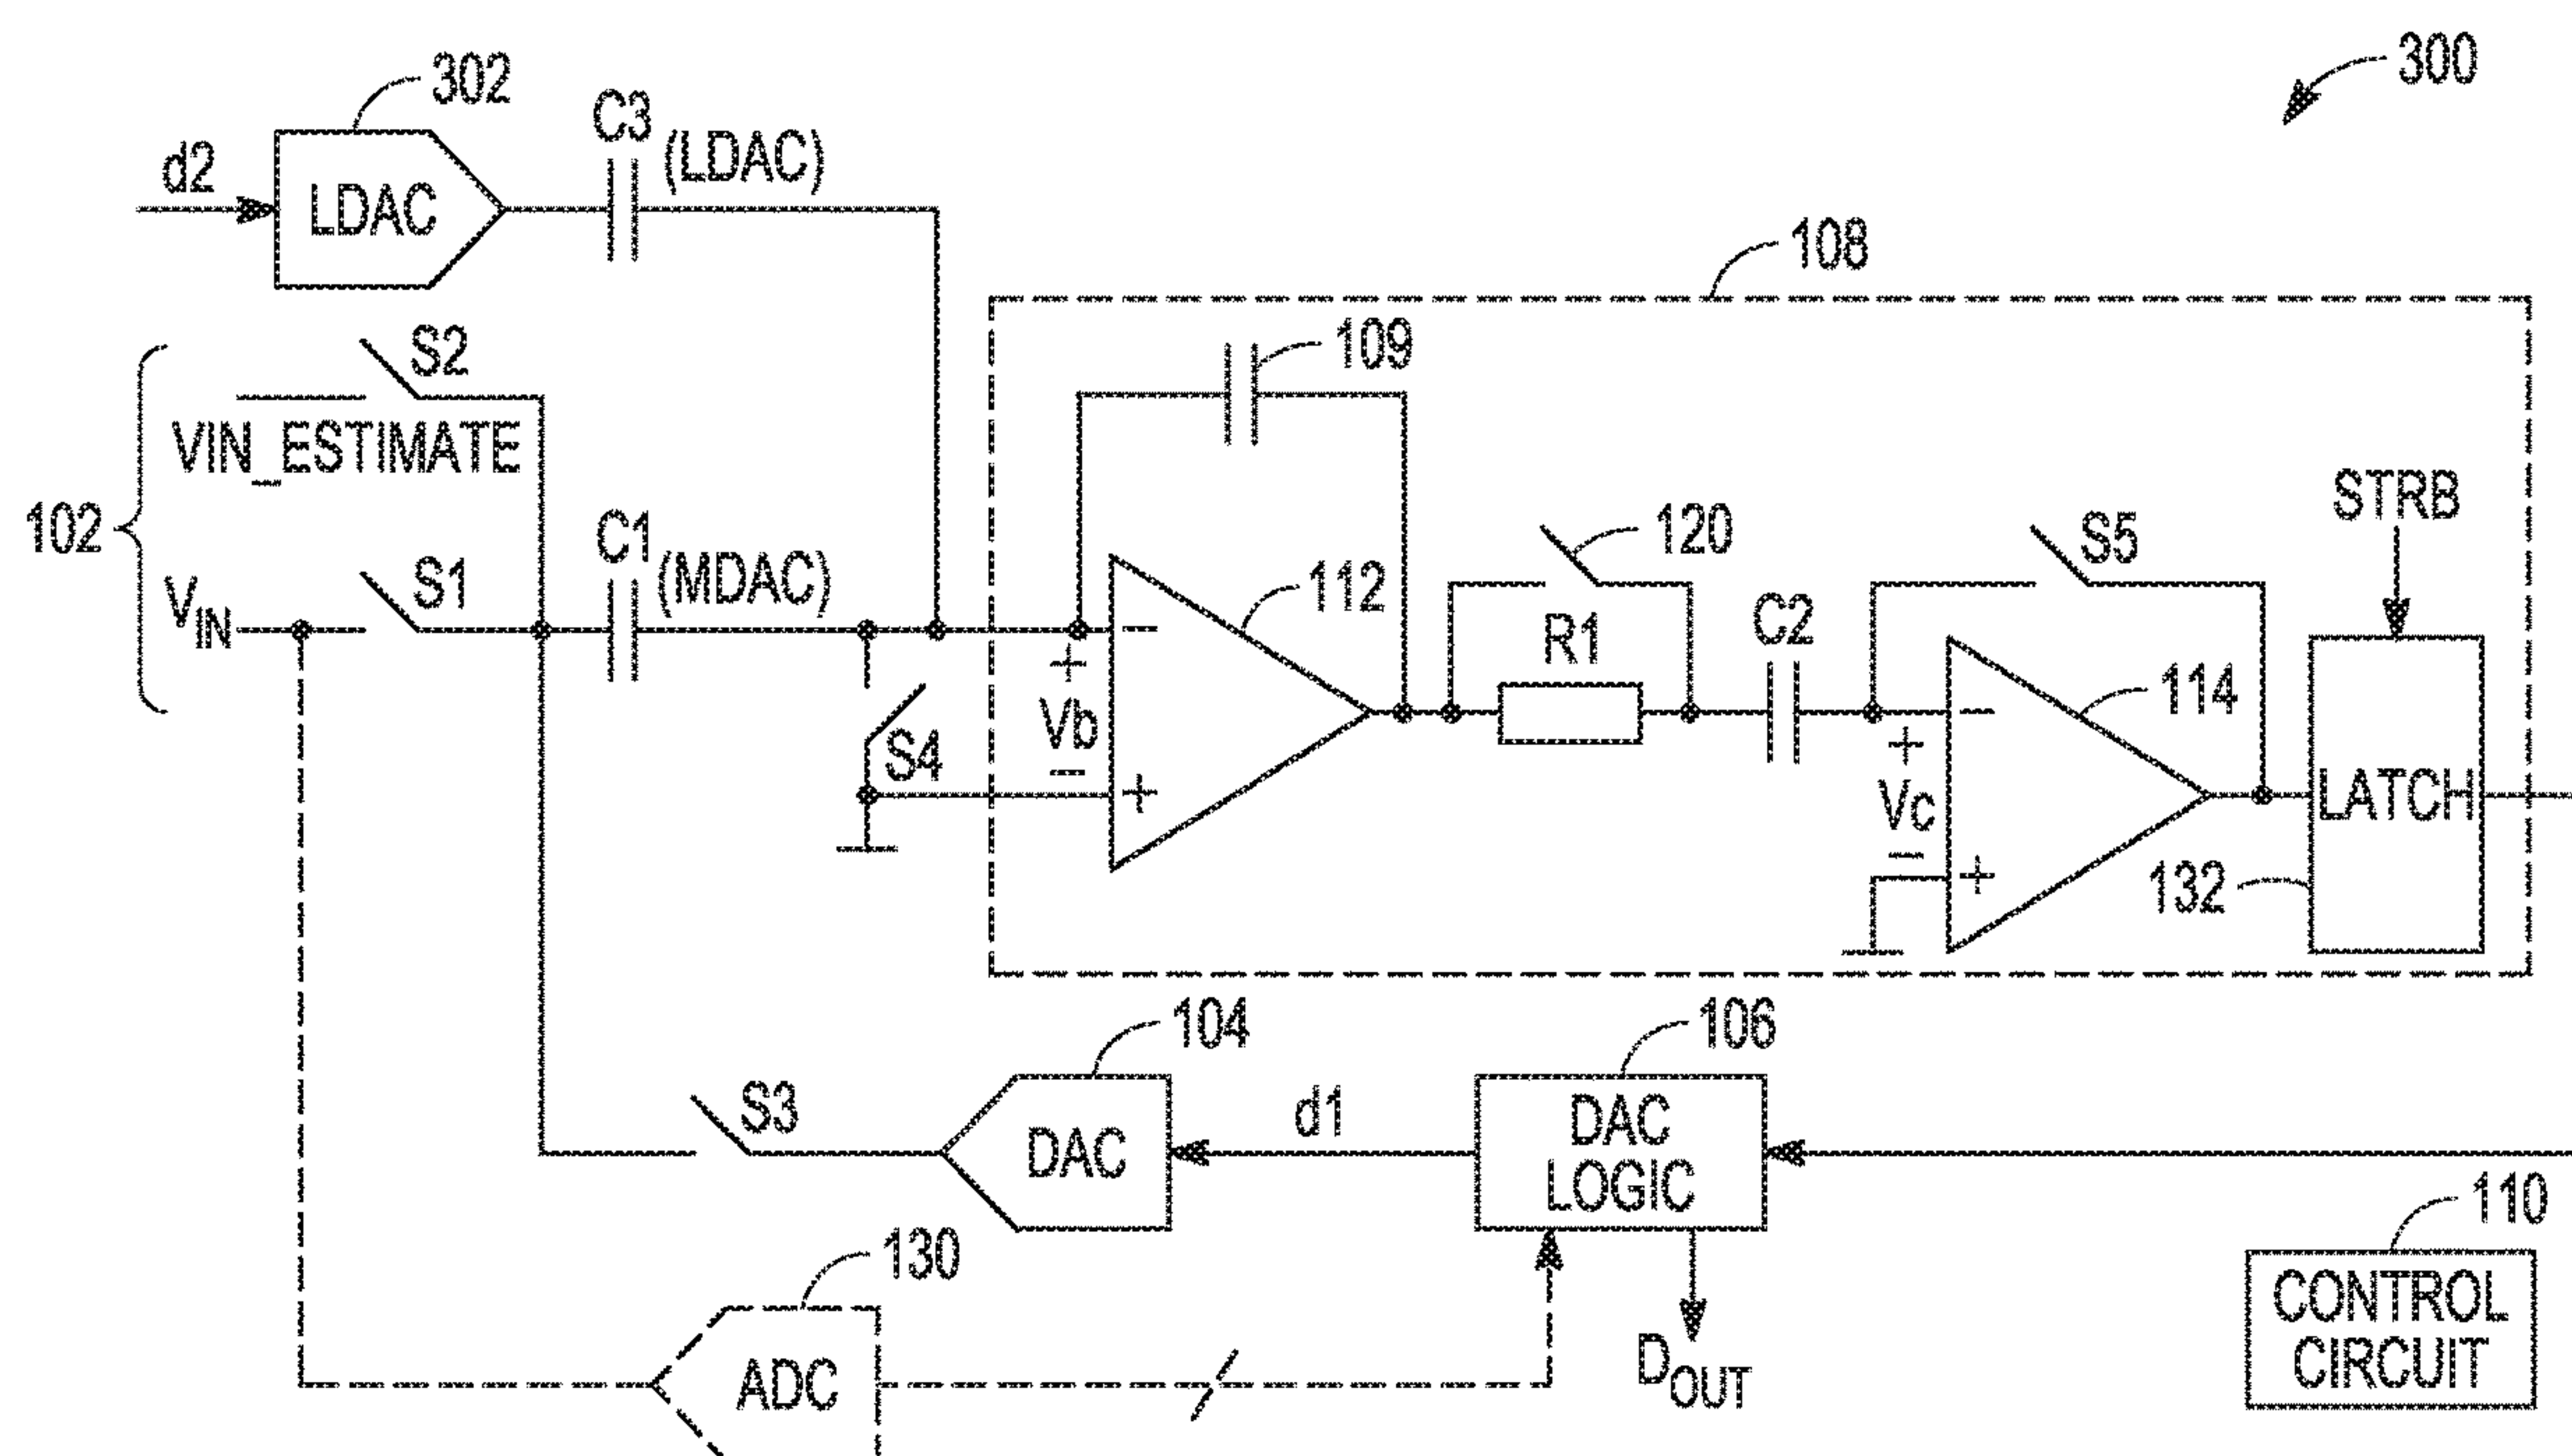 300
302
C3
(LDAC)
d2
LDAC
108
S2
109
VIN_ESTIMATE
102
VIN
S1
C1
(MDAC)
120
S5
STRB
112
R1
C2
−
+
Vb
−
S4
+
−
+
Vc
−
+
114
LATCH
132
104
106
S3
DAC
d1
DAC
LOGIC
110
130
ADC
DOUT
CONTROL
CIRCUIT